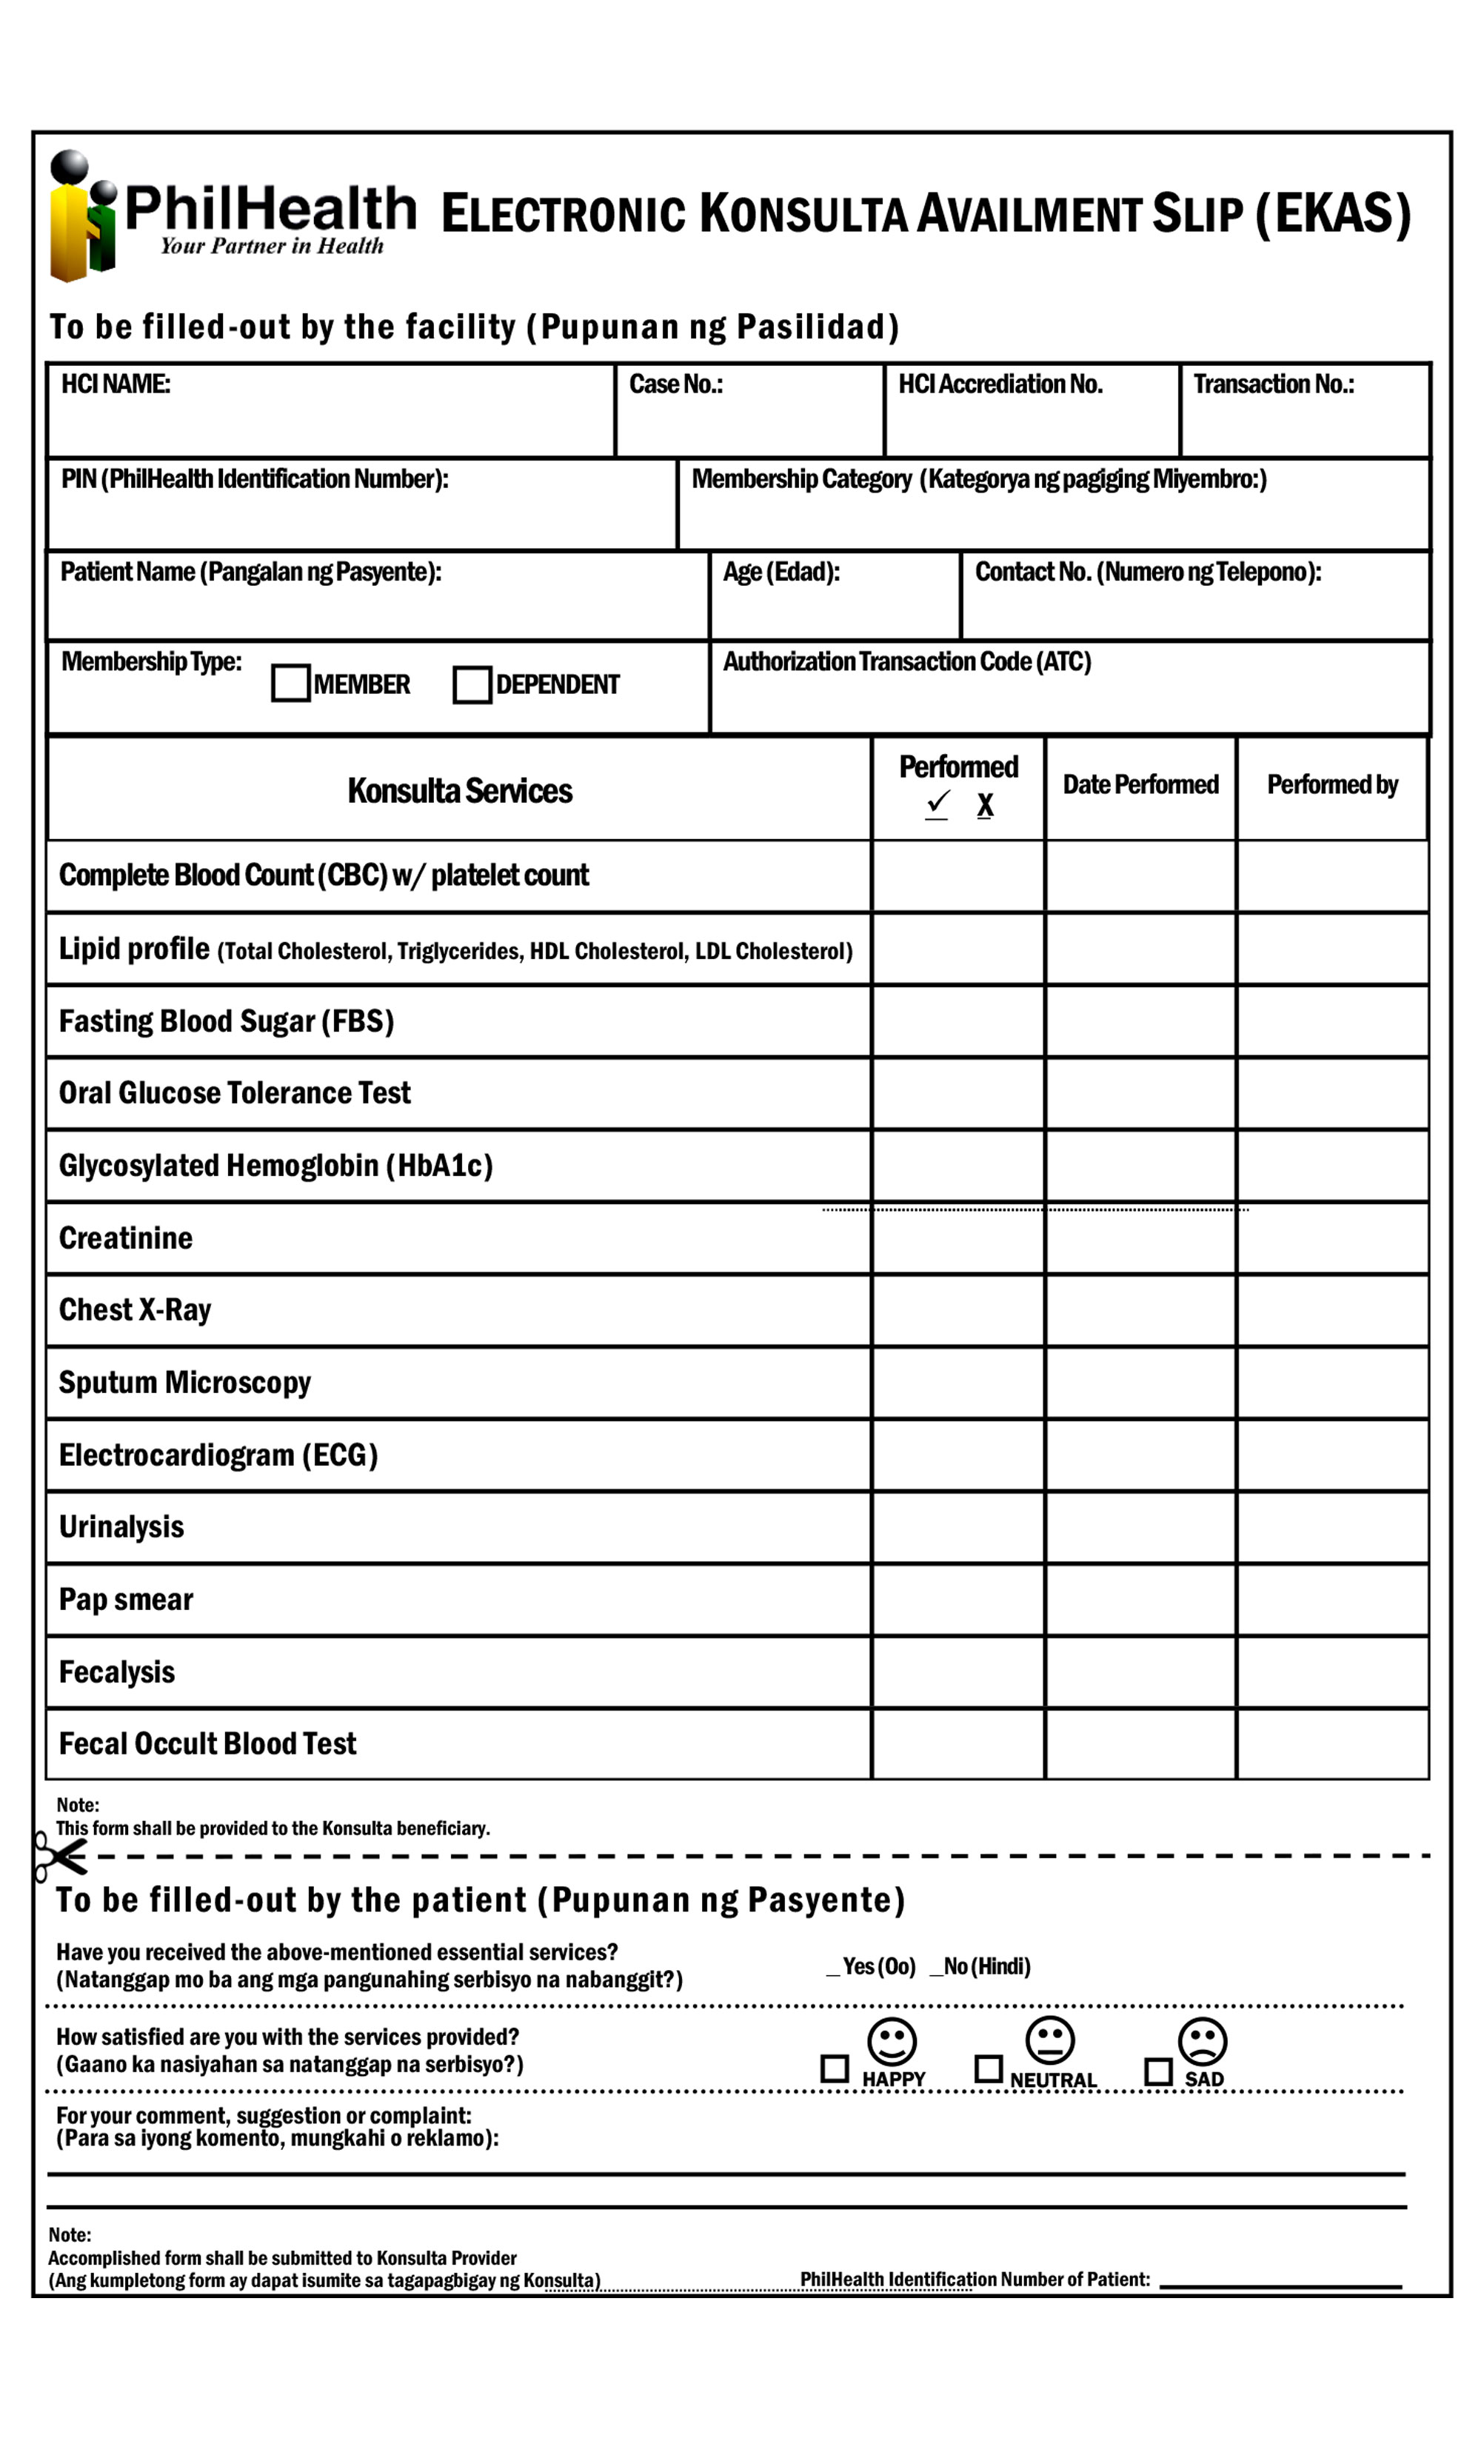 PhilHealth
Your Partner in Health
ELECTRONIC KONSULTA AVAILMENT SLIP (EKAS)
To be filled-out by the facility (Pupunan ng Pasilidad)
HCI NAME:
Case No.:
HCI Accrediation No.
Transaction No.:
PIN (PhilHealth Identification Number):
Membership Category (Kategorya ng pagiging Miyembro:)
Patient Name (Pangalan ng Pasyente):
Age (Edad):
Contact No. (Numero ng Telepono):
Membership Type:
MEMBER
DEPENDENT
Authorization Transaction Code (ATC)
Konsulta Services
Performed
✓ X
Date Performed
Performed by
Complete Blood Count (CBC) w/ platelet count
Lipid profile (Total Cholesterol, Triglycerides, HDL Cholesterol, LDL Cholesterol)
Fasting Blood Sugar (FBS)
Oral Glucose Tolerance Test
Glycosylated Hemoglobin (HbA1c)
Creatinine
Chest X-Ray
Sputum Microscopy
Electrocardiogram (ECG)
Urinalysis
Pap smear
Fecalysis
Fecal Occult Blood Test
Note:
This form shall be provided to the Konsulta beneficiary.
To be filled-out by the patient (Pupunan ng Pasyente)
Have you received the above-mentioned essential services?
(Natanggap mo ba ang mga pangunahing serbisyo na nabanggit?)
_ Yes (Oo) _No (Hindi)
How satisfied are you with the services provided?
(Gaano ka nasiyahan sa natanggap na serbisyo?)
HAPPY
NEUTRAL
SAD
For your comment, suggestion or complaint:
(Para sa iyong komento, mungkahi o reklamo):
Note:
Accomplished form shall be submitted to Konsulta Provider
(Ang kumpletong form ay dapat isumite sa tagapagbigay ng Konsulta)
PhilHealth Identification Number of Patient: